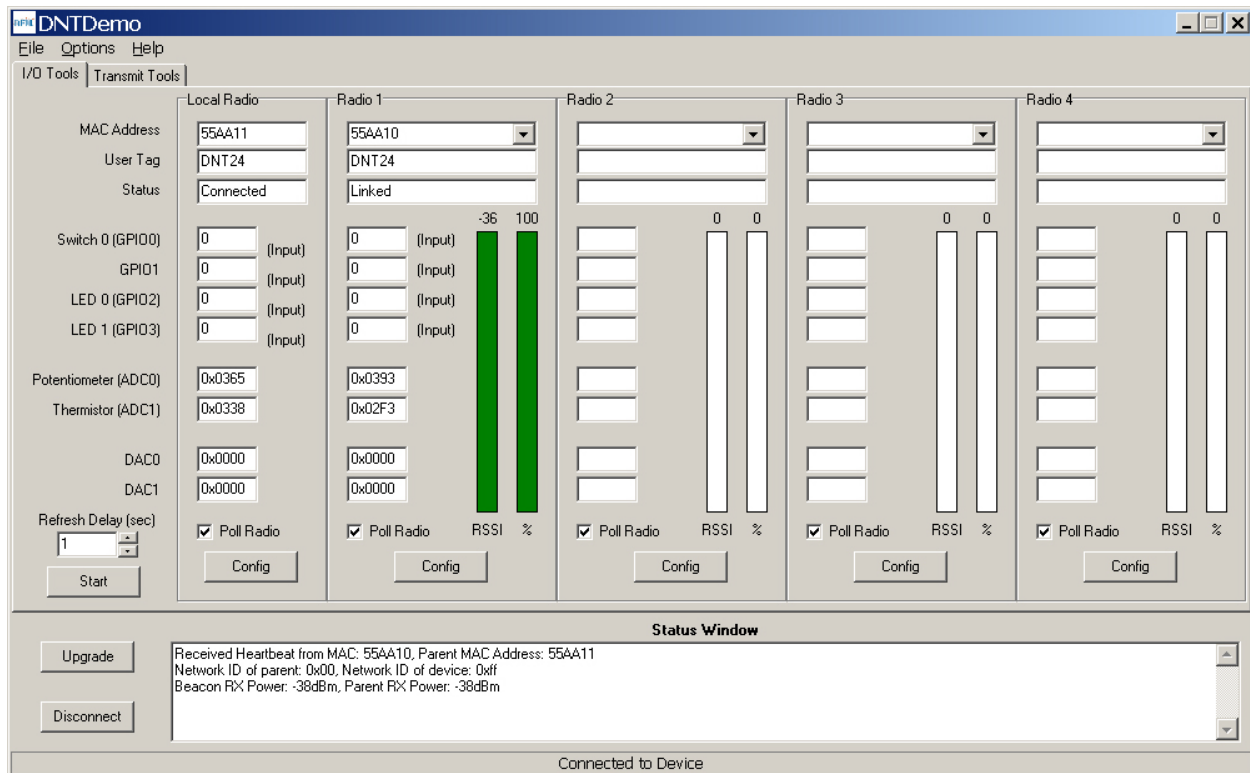 RFM DNTDemo
File Options Help
I/O Tools Transmit Tools
Local Radio Radio 1 Radio 2 Radio 3 Radio 4
MAC Address 55AA11 55AA10
User Tag DNT24 DNT24
Status Connected Linked
-36 100 0 0 0 0 0 0
Switch 0 (GPIO0) 0 (Input) 0 (Input)
GPIO1 0 (Input) 0 (Input)
LED 0 (GPIO2) 0 (Input) 0 (Input)
LED 1 (GPIO3) 0 (Input) 0 (Input)
Potentiometer (ADC0) 0x0365 0x0393
Thermistor (ADC1) 0x0338 0x02F3
DAC0 0x0000 0x0000
DAC1 0x0000 0x0000
Refresh Delay (sec)
1 Poll Radio Poll Radio RSSI % Poll Radio RSSI % Poll Radio RSSI % Poll Radio RSSI %
Start Config Config Config Config Config
Status Window
Upgrade
Received Heartbeat from MAC: 55AA10, Parent MAC Address: 55AA11
Network ID of parent: 0x00, Network ID of device: 0xff
Beacon RX Power: -38dBm, Parent RX Power: -38dBm
Disconnect
Connected to Device